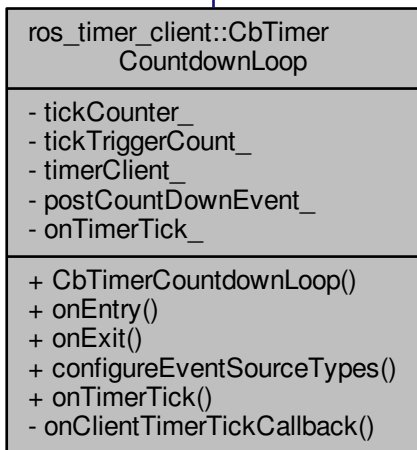 ros_timer_client::CbTimer
CountdownLoop
- tickCounter_
- tickTriggerCount_
- timerClient_
- postCountDownEvent_
- onTimerTick_
+ CbTimerCountdownLoop()
+ onEntry()
+ onExit()
+ configureEventSourceTypes()
+ onTimerTick()
- onClientTimerTickCallback()